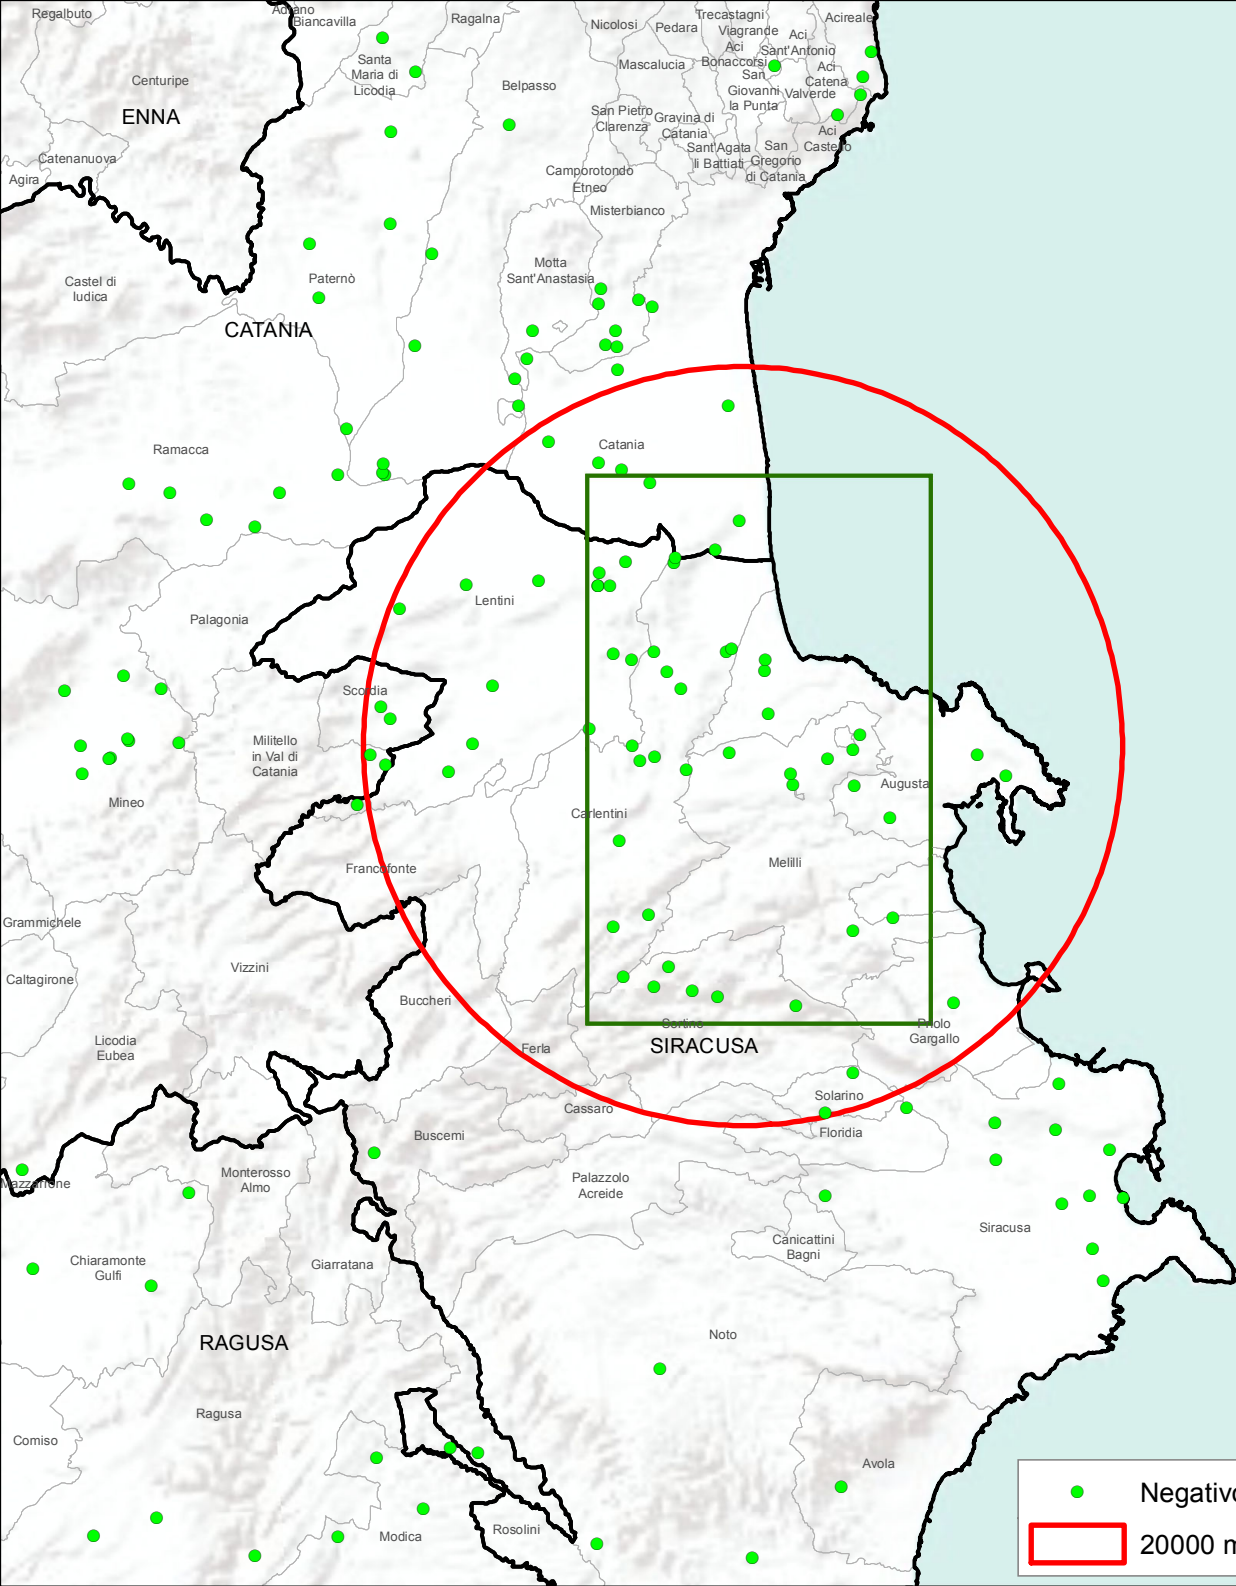 Regalbuto
Adrano
Biancavilla
Ragalna
Nicolosi
Pedara
Trecastagni
Viagrande
Acireale
Aci
Sant'Antonio
Aci
Bonaccorsi
Aci
Catena
Santa
Maria di
Licodia
Centuripe
Belpasso
Mascalucia
San
Giovanni
la Punta
Valverde
ENNA
San Pietro
Clarenza
Gravina di
Catania
Sant'Agata
li Battiati
San
Gregorio
di Catania
Aci
Castello
Catenanuova
Agira
Camporotondo
Etneo
Misterbianco
Motta
Sant'Anastasia
Castel di
Iudica
Paternò
CATANIA
Ramacca
Catania
Lentini
Palagonia
Scordia
Militello
in Val di
Catania
Mineo
Augusta
Carlentini
Melilli
Francofonte
Grammichele
Caltagirone
Vizzini
Buccheri
Licodia
Eubea
Ferla
Sortino
Priolo
Gargallo
SIRACUSA
Solarino
Cassaro
Floridia
Buscemi
Monterosso
Almo
Mazzarrone
Palazzolo
Acreide
Siracusa
Canicattini
Bagni
Chiaramonte
Gulfi
Giarratana
RAGUSA
Noto
Ragusa
Comiso
Avola
Modica
Rosolini
Negativo
20000 m